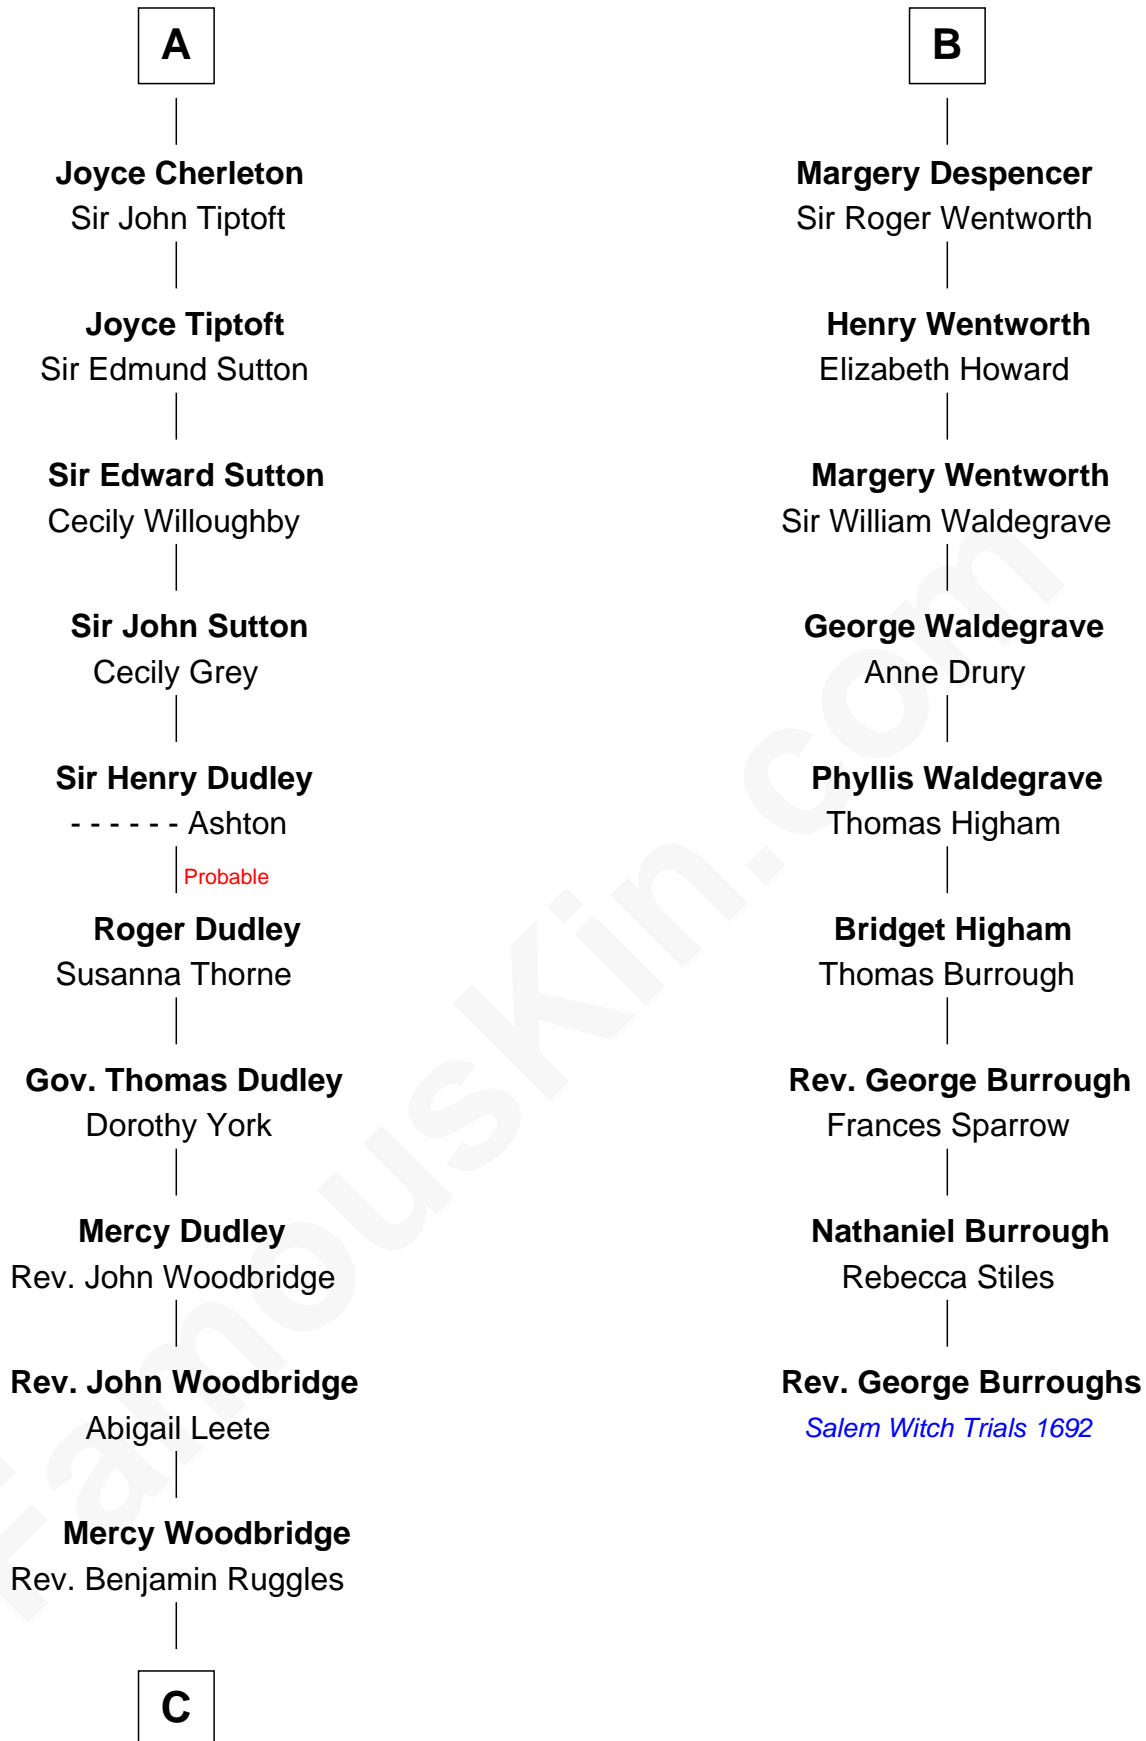 A
Joyce Cherleton
Sir John Tiptoft
Joyce Tiptoft
Sir Edmund Sutton
Sir Edward Sutton
Cecily Willoughby
Sir John Sutton
Cecily Grey
Sir Henry Dudley
- - - - - - Ashton
Probable
Roger Dudley
Susanna Thorne
Gov. Thomas Dudley
Dorothy York
Mercy Dudley
Rev. John Woodbridge
Rev. John Woodbridge
Abigail Leete
Mercy Woodbridge
Rev. Benjamin Ruggles
C
B
Margery Despencer
Sir Roger Wentworth
Henry Wentworth
Elizabeth Howard
Margery Wentworth
Sir William Waldegrave
George Waldegrave
Anne Drury
Phyllis Waldegrave
Thomas Higham
Bridget Higham
Thomas Burrough
Rev. George Burrough
Frances Sparrow
Nathaniel Burrough
Rebecca Stiles
Rev. George Burroughs
Salem Witch Trials 1692
FamousKin.com